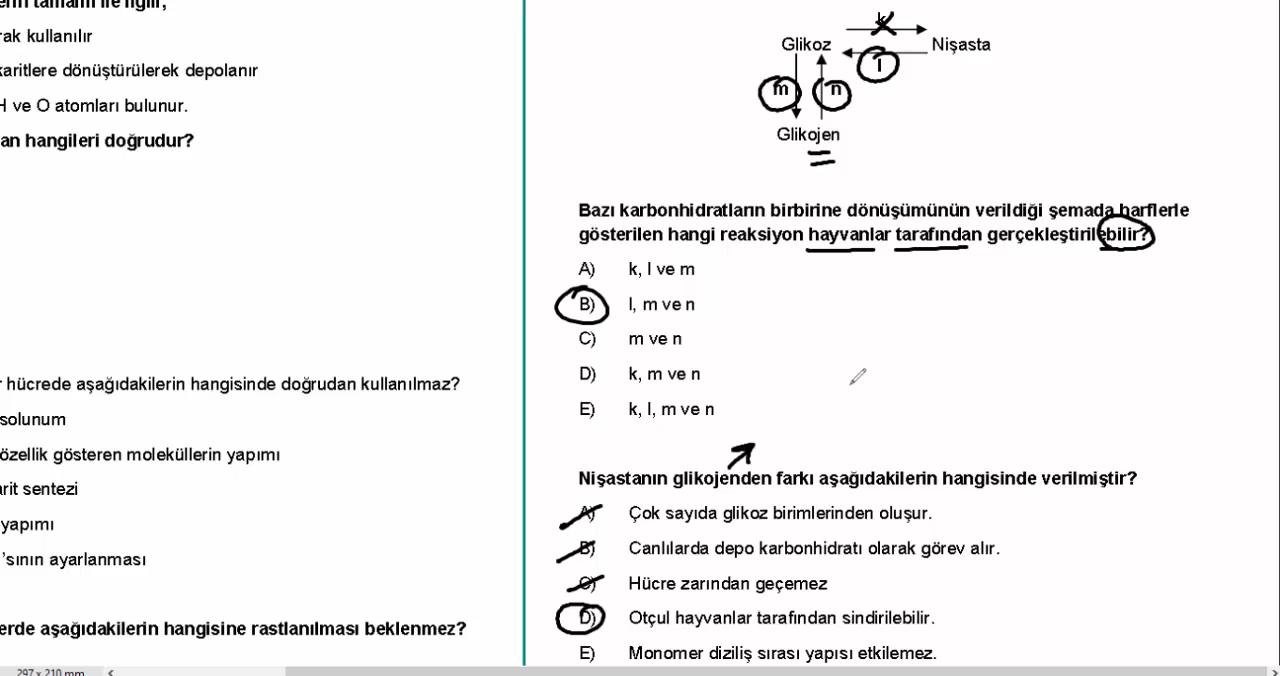 rak kullanılır
karitlere dönüştürülerek depolanır
H ve O atomları bulunur.
an hangileri doğrudur?
r hücrede aşağıdakilerin hangisinde doğrudan kullanılmaz?
solunum
özellik gösteren moleküllerin yapımı
arit sentezi
yapımı
'sının ayarlanması
erde aşağıdakilerin hangisine rastlanılması beklenmez?
k
Glikoz Nişasta
l
m n
Glikojen
Bazı karbonhidratların birbirine dönüşümünün verildiği şemada harflerle
gösterilen hangi reaksiyon hayvanlar tarafından gerçekleştirilebilir?
A) k, l ve m
B) l, m ve n
C) m ve n
D) k, m ve n
E) k, l, m ve n
Nişastanın glikojenden farkı aşağıdakilerin hangisinde verilmiştir?
A) Çok sayıda glikoz birimlerinden oluşur.
B) Canlılarda depo karbonhidratı olarak görev alır.
C) Hücre zarından geçemez
D) Otçul hayvanlar tarafından sindirilebilir.
E) Monomer diziliş sırası yapısı etkilemez.
297 x 210 mm